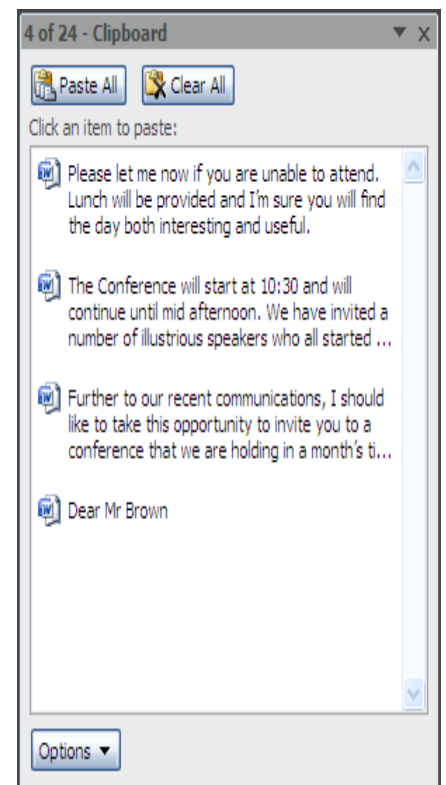 4 of 24 - Clipboard
Paste All Clear All
Click an item to paste:
Please let me now if you are unable to attend.
Lunch will be provided and I'm sure you will find
the day both interesting and useful.
The Conference will start at 10:30 and will
continue until mid afternoon. We have invited a
number of illustrious speakers who all started ...
Further to our recent communications, I should
like to take this opportunity to invite you to a
conference that we are holding in a month's ti...
Dear Mr Brown
Options